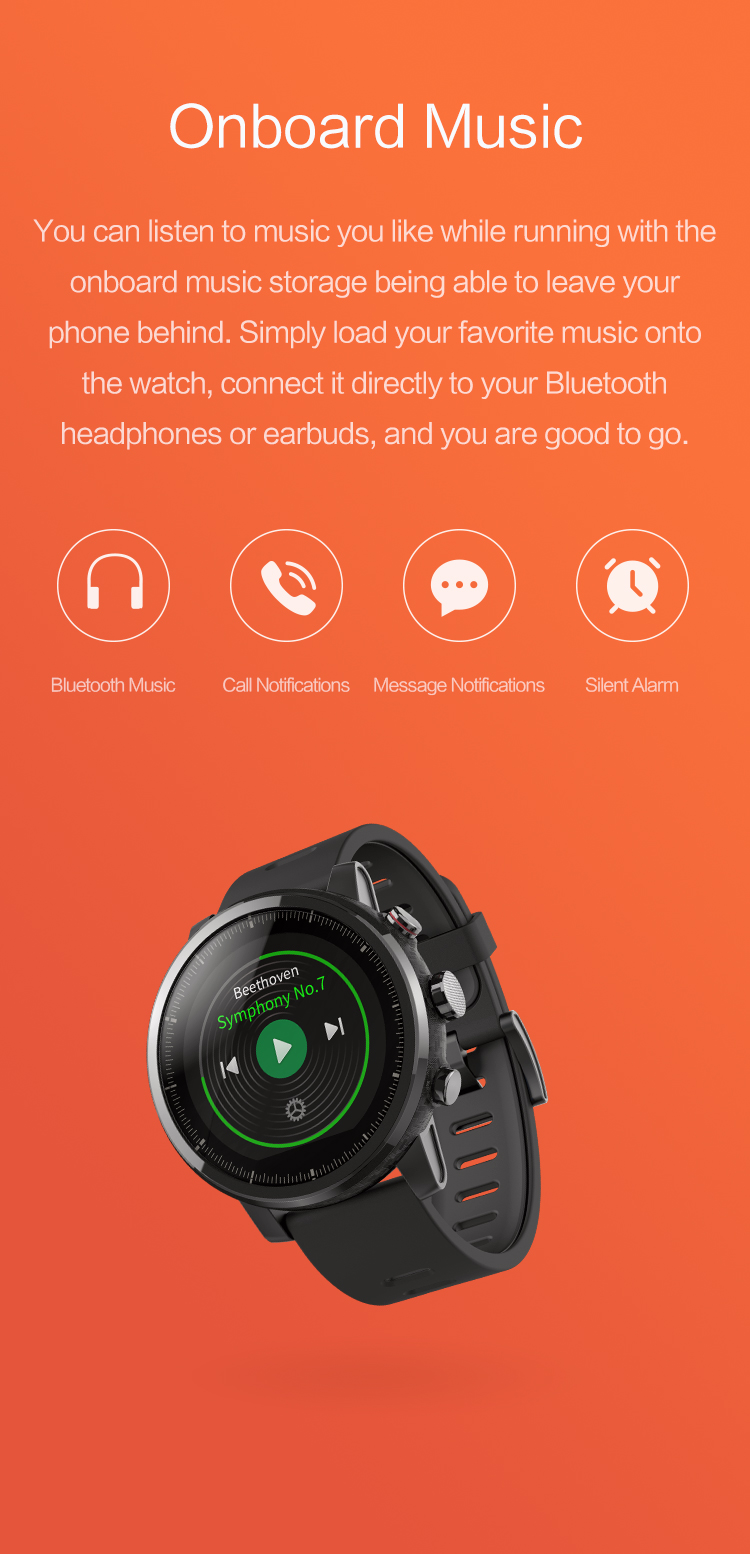 Onboard Music
You can listen to music you like while running with the
onboard music storage being able to leave your
phone behind. Simply load your favorite music onto
the watch, connect it directly to your Bluetooth
headphones or earbuds, and you are good to go.
Bluetooth Music
Call Notifications
Message Notifications
Silent Alarm
Beethoven
Symphony No.7